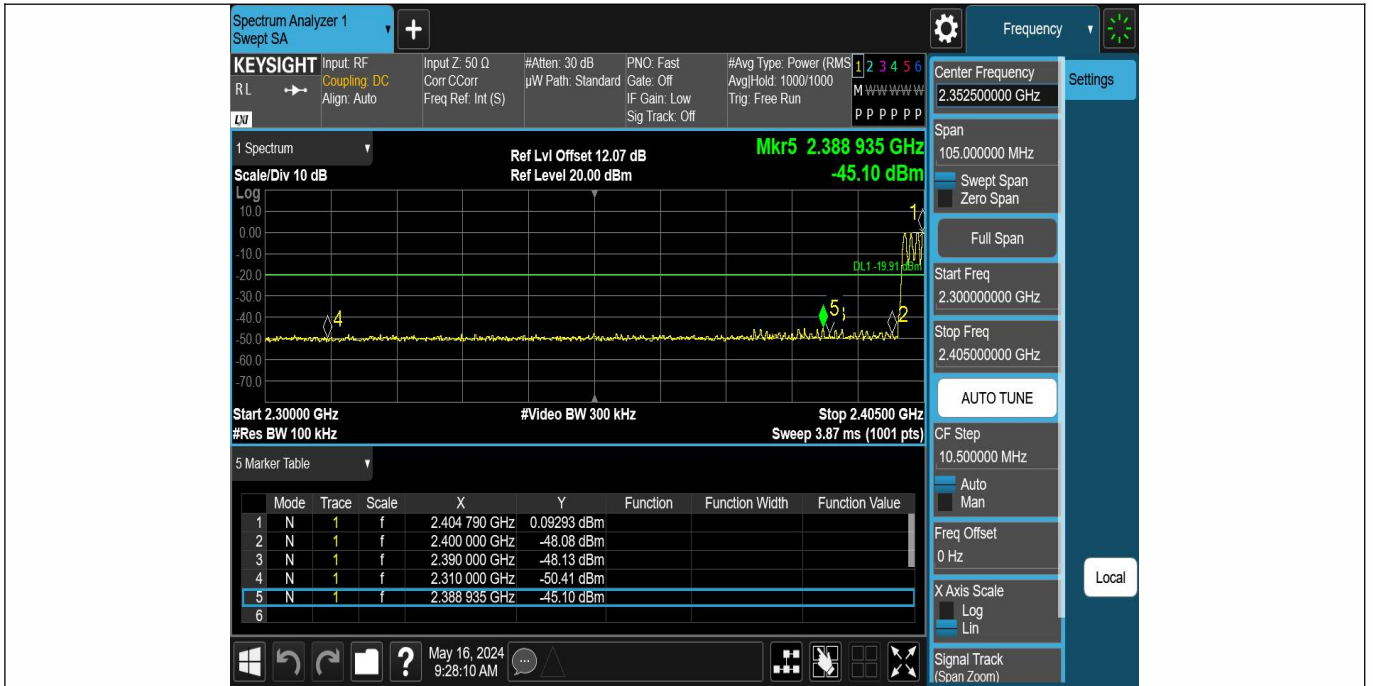 Spectrum Analyzer 1
Swept SA
+
Frequency
KEYSIGHT
RL
LXI
Input: RF
Coupling: DC
Align: Auto
Input Z: 50 Ω
Corr CCorr
Freq Ref: Int (S)
#Atten: 30 dB
µW Path: Standard
PNO: Fast
Gate: Off
IF Gain: Low
Sig Track: Off
#Avg Type: Power (RMS
Avg|Hold: 1000/1000
Trig: Free Run
1 2 3 4 5 6
M W W W W W
P P P P P P
1 Spectrum
Scale/Div 10 dB
Ref Lvl Offset 12.07 dB
Ref Level 20.00 dBm
Mkr5 2.388 935 GHz
-45.10 dBm
Log
10.0
0.00
-10.0
-20.0
-30.0
-40.0
-50.0
-60.0
-70.0
1
DL1 -19.91 dBm
4
5
2
Start 2.30000 GHz
#Res BW 100 kHz
#Video BW 300 kHz
Stop 2.40500 GHz
Sweep 3.87 ms (1001 pts)
5 Marker Table
Mode Trace Scale X Y Function Function Width Function Value
1 N 1 f 2.404 790 GHz 0.09293 dBm
2 N 1 f 2.400 000 GHz -48.08 dBm
3 N 1 f 2.390 000 GHz -48.13 dBm
4 N 1 f 2.310 000 GHz -50.41 dBm
5 N 1 f 2.388 935 GHz -45.10 dBm
6
?
May 16, 2024
9:28:10 AM
Center Frequency
2.352500000 GHz
Settings
Span
105.000000 MHz
Swept Span
Zero Span
Full Span
Start Freq
2.300000000 GHz
Stop Freq
2.405000000 GHz
AUTO TUNE
CF Step
10.500000 MHz
Auto
Man
Freq Offset
0 Hz
X Axis Scale
Log
Lin
Local
Signal Track
(Span Zoom)